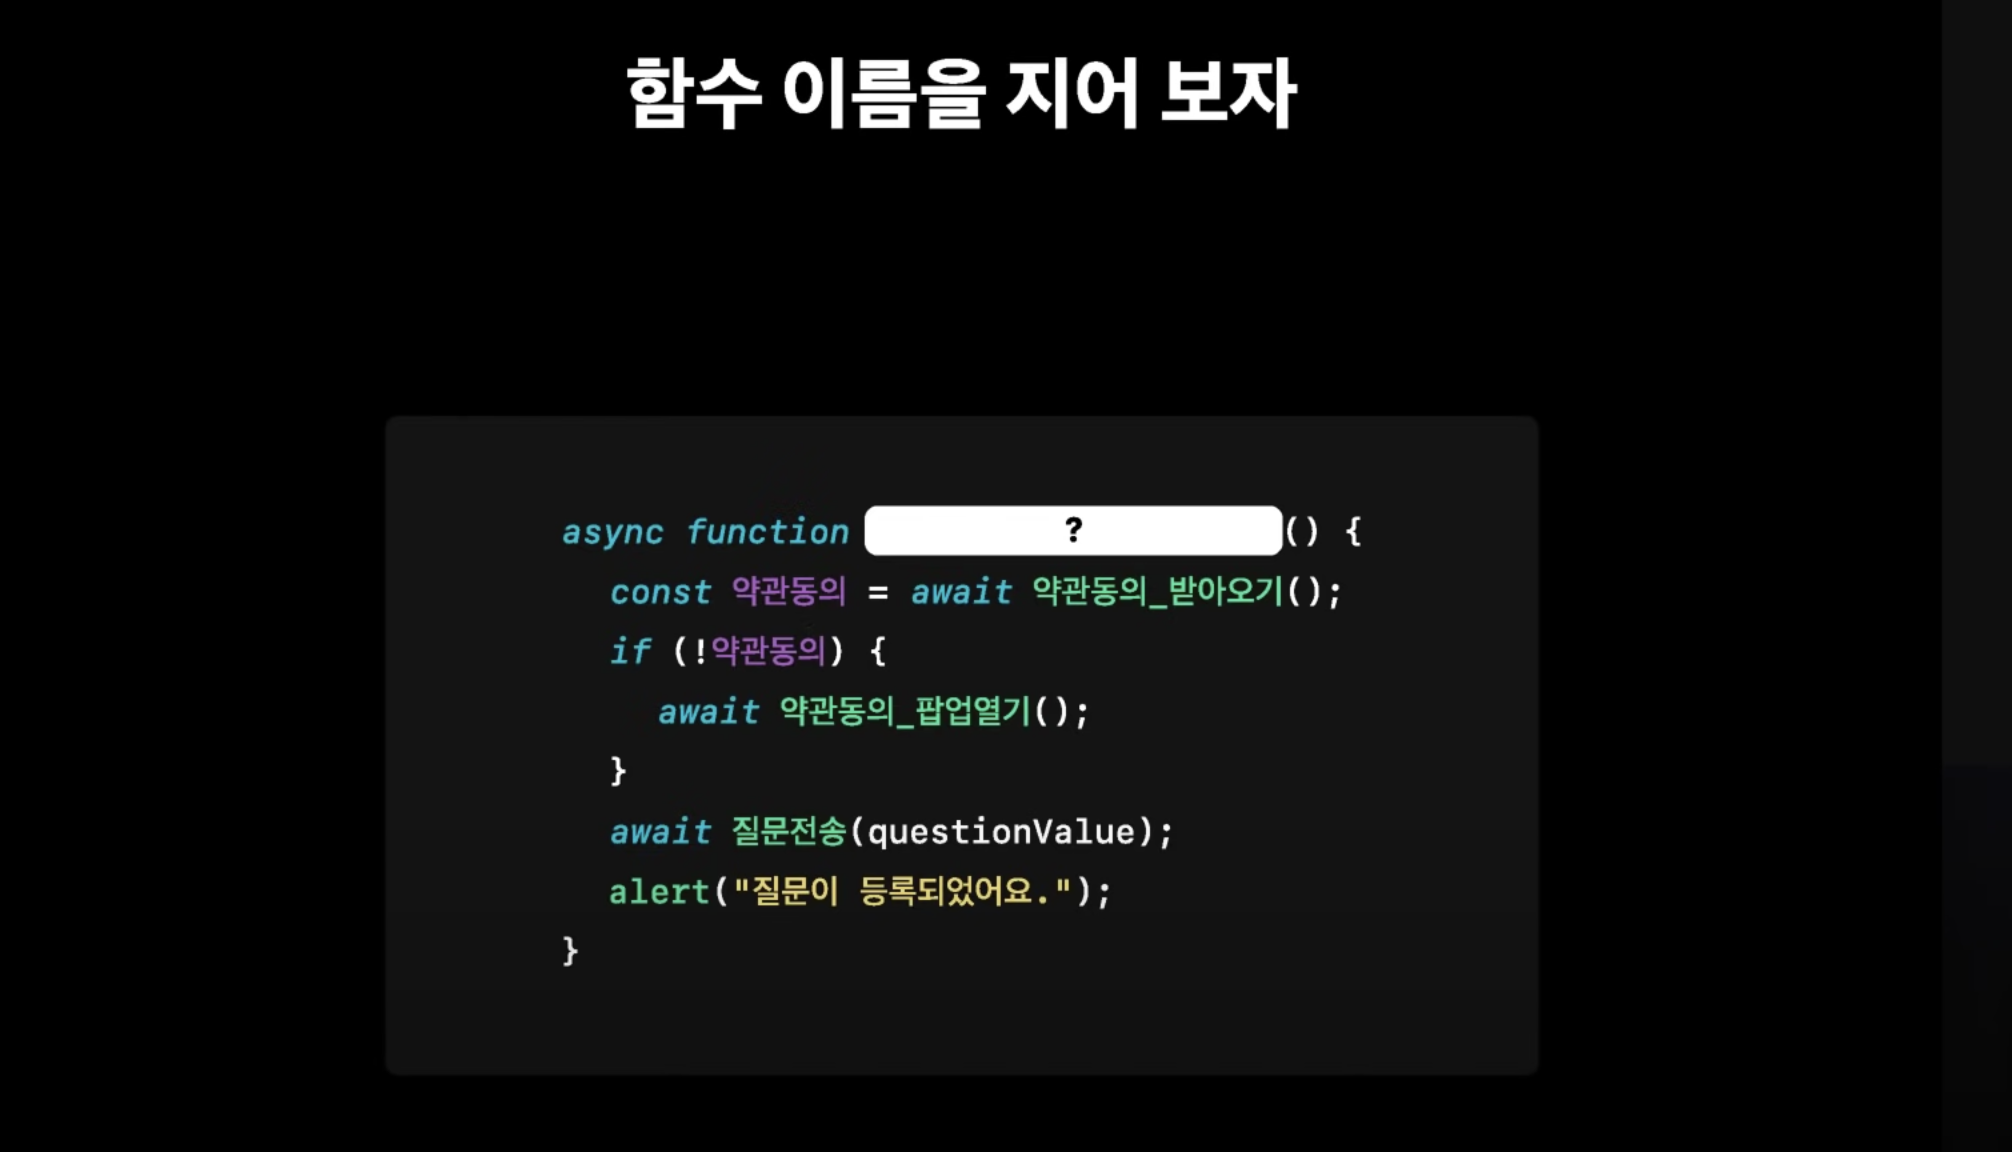 함수 이름을 지어 보자
async function ? () {
const 약관동의 = await 약관동의_받아오기();
if (!약관동의) {
await 약관동의_팝업열기();
}
await 질문전송(questionValue);
alert("질문이 등록되었어요.");
}